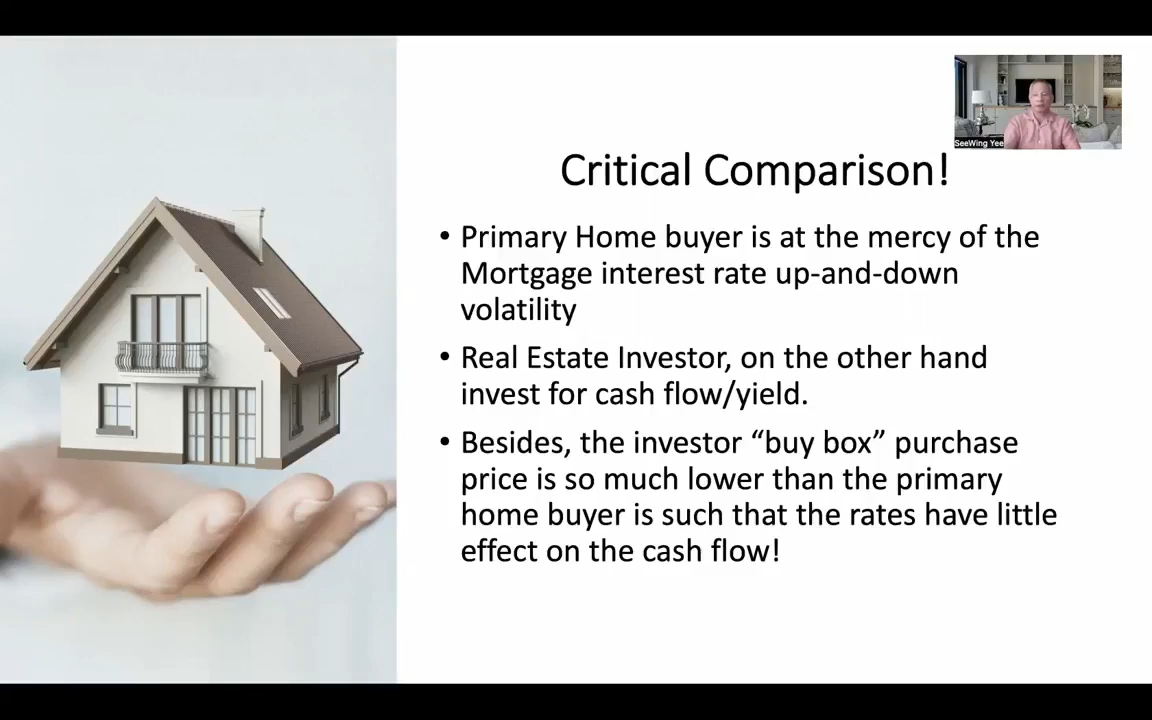 SeeWing Yee
Critical Comparison!
• Primary Home buyer is at the mercy of the
Mortgage interest rate up-and-down
volatility
• Real Estate Investor, on the other hand
invest for cash flow/yield.
• Besides, the investor “buy box” purchase
price is so much lower than the primary
home buyer is such that the rates have little
effect on the cash flow!